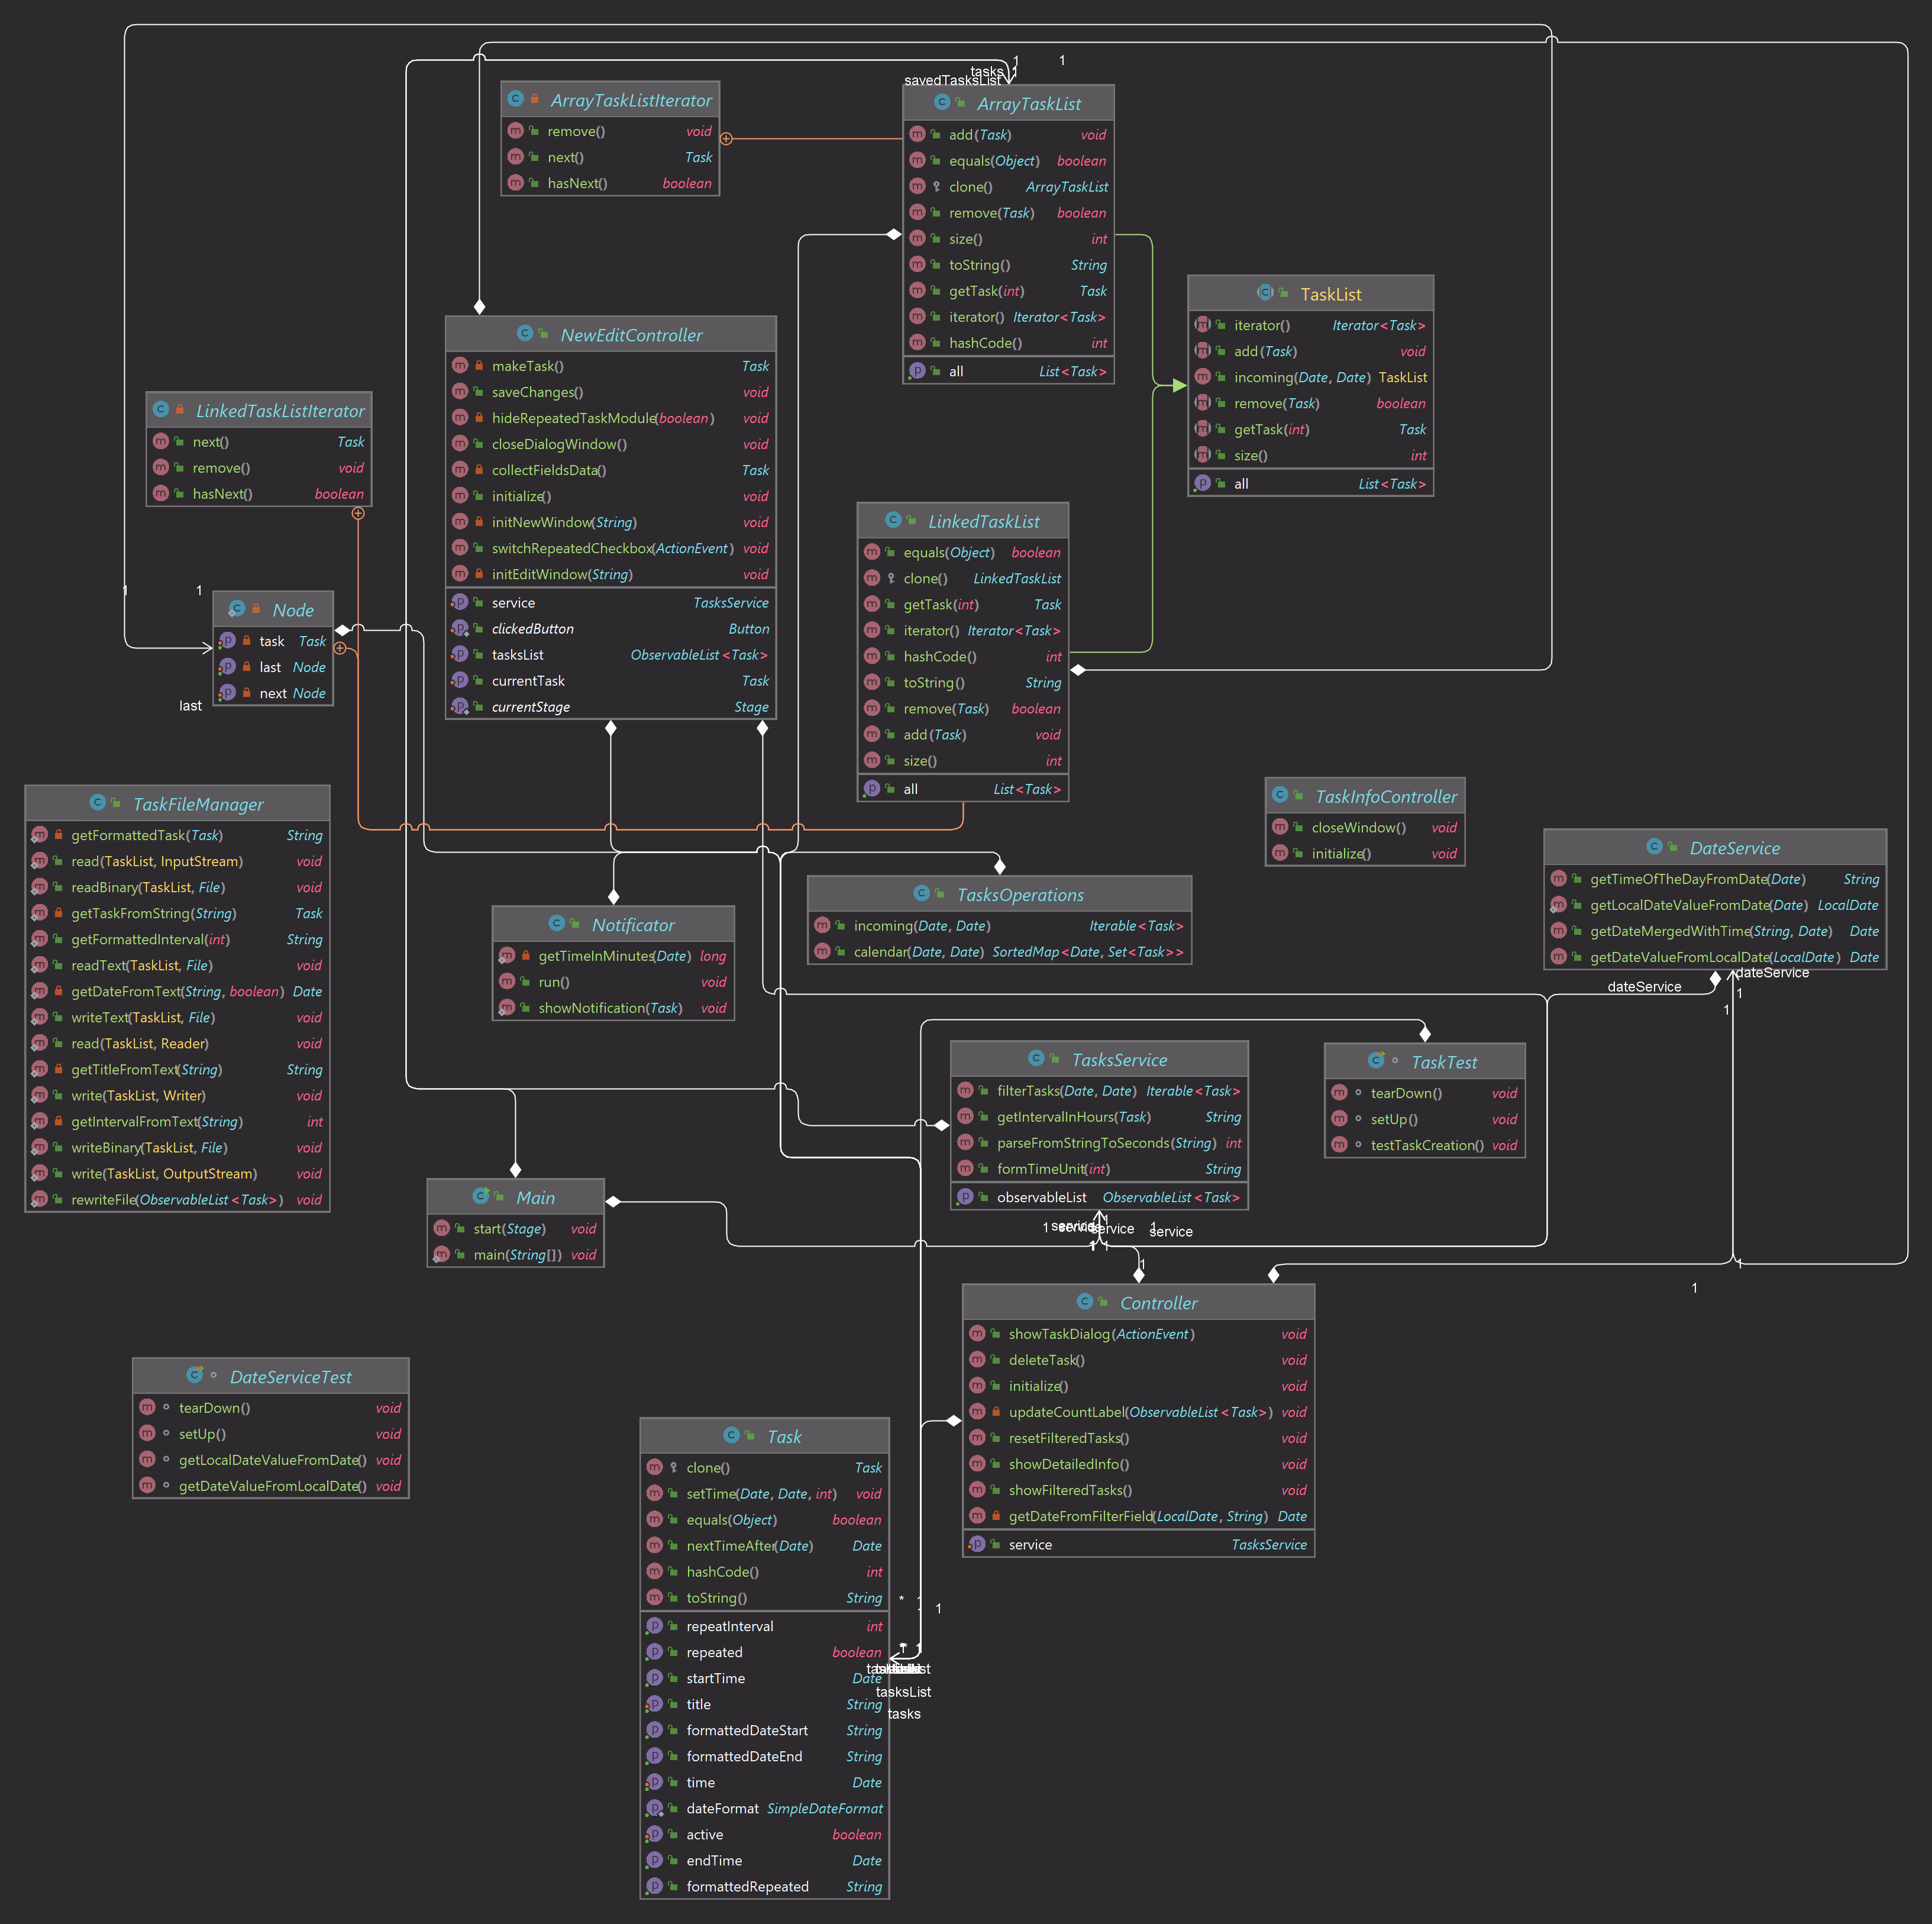 1
1
tasks
1
savedTasksList
ArrayTaskListIterator
remove() void
next() Task
hasNext() boolean
ArrayTaskList
add(Task) void
equals(Object) boolean
clone() ArrayTaskList
remove(Task) boolean
size() int
toString() String
getTask(int) Task
iterator() Iterator<Task>
hashCode() int
all List<Task>
TaskList
iterator() Iterator<Task>
add(Task) void
incoming(Date, Date) TaskList
remove(Task) boolean
getTask(int) Task
size() int
all List<Task>
NewEditController
makeTask() Task
saveChanges() void
hideRepeatedTaskModule(boolean) void
closeDialogWindow() void
collectFieldsData() Task
initialize() void
initNewWindow(String) void
switchRepeatedCheckbox(ActionEvent) void
initEditWindow(String) void
service TasksService
clickedButton Button
tasksList ObservableList<Task>
currentTask Task
currentStage Stage
LinkedTaskListIterator
next() Task
remove() void
hasNext() boolean
LinkedTaskList
equals(Object) boolean
clone() LinkedTaskList
getTask(int) Task
iterator() Iterator<Task>
hashCode() int
toString() String
remove(Task) boolean
add(Task) void
size() int
all List<Task>
1
1
Node
task Task
last Node
next Node
last
TaskFileManager
getFormattedTask(Task) String
read(TaskList, InputStream) void
readBinary(TaskList, File) void
getTaskFromString(String) Task
getFormattedInterval(int) String
readText(TaskList, File) void
getDateFromText(String, boolean) Date
writeText(TaskList, File) void
read(TaskList, Reader) void
getTitleFromText(String) String
write(TaskList, Writer) void
getIntervalFromText(String) int
writeBinary(TaskList, File) void
write(TaskList, OutputStream) void
rewriteFile(ObservableList<Task>) void
TaskInfoController
closeWindow() void
initialize() void
DateService
getTimeOfTheDayFromDate(Date) String
getLocalDateValueFromDate(Date) LocalDate
getDateMergedWithTime(String, Date) Date
getDateValueFromLocalDate(LocalDate) Date
dateService
dateService
1
1
TasksOperations
incoming(Date, Date) Iterable<Task>
calendar(Date, Date) SortedMap<Date, Set<Task>>
Notificator
getTimeInMinutes(Date) long
run() void
showNotification(Task) void
TasksService
filterTasks(Date, Date) Iterable<Task>
getIntervalInHours(Task) String
parseFromStringToSeconds(String) int
formTimeUnit(int) String
observableList ObservableList<Task>
TaskTest
tearDown() void
setUp() void
testTaskCreation() void
Main
start(Stage) void
main(String[]) void
1
1
1
service
service
service
1
1
1
1
1
Controller
showTaskDialog(ActionEvent) void
deleteTask() void
initialize() void
updateCountLabel(ObservableList<Task>) void
resetFilteredTasks() void
showDetailedInfo() void
showFilteredTasks() void
getDateFromFilterField(LocalDate, String) Date
service TasksService
DateServiceTest
tearDown() void
setUp() void
getLocalDateValueFromDate() void
getDateValueFromLocalDate() void
Task
clone() Task
setTime(Date, Date, int) void
equals(Object) boolean
nextTimeAfter(Date) Date
hashCode() int
toString() String
repeatInterval int
repeated boolean
startTime Date
title String
formattedDateStart String
formattedDateEnd String
time Date
dateFormat SimpleDateFormat
active boolean
endTime Date
formattedRepeated String
*
1
tasksList
tasks